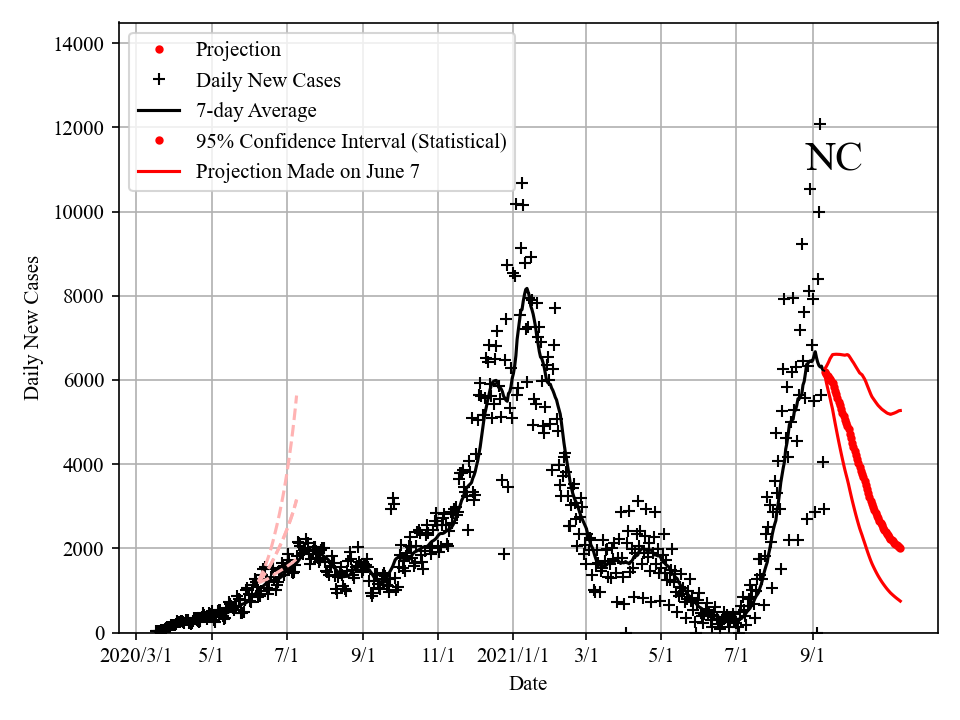 Projection
Daily New Cases
7-day Average
95% Confidence Interval (Statistical)
Projection Made on June 7
NC
14000
12000
10000
8000
6000
4000
2000
0
Daily New Cases
2020/3/1 5/1 7/1 9/1 11/1 2021/1/1 3/1 5/1 7/1 9/1
Date